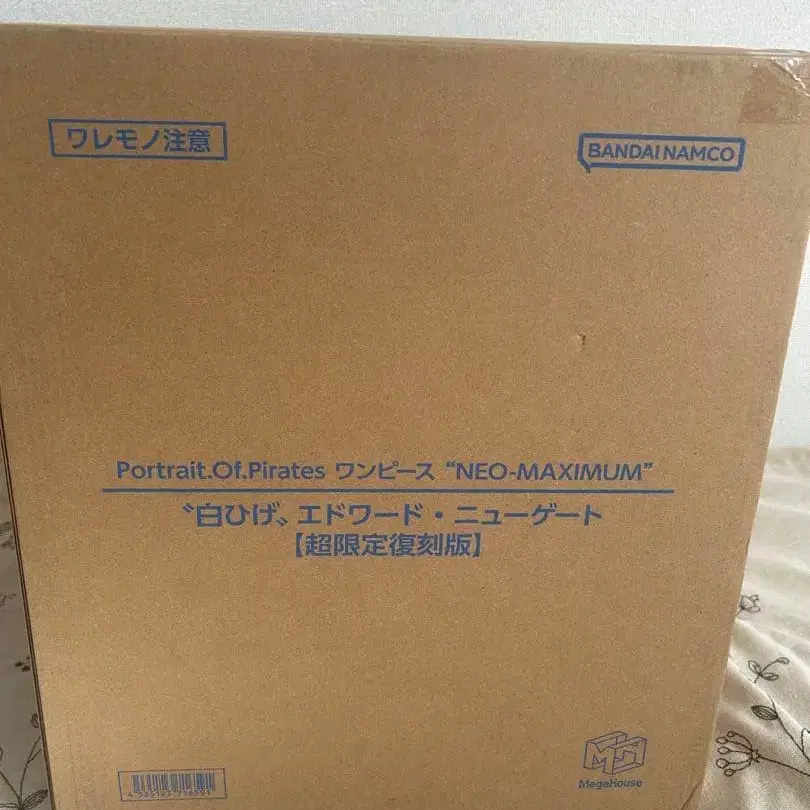 ワレモノ注意
BANDAI NAMCO
Portrait.Of.Pirates ワンピース “NEO-MAXIMUM”
〝白ひげ〟エドワード・ニューゲート
【超限定復刻版】
MegaHouse